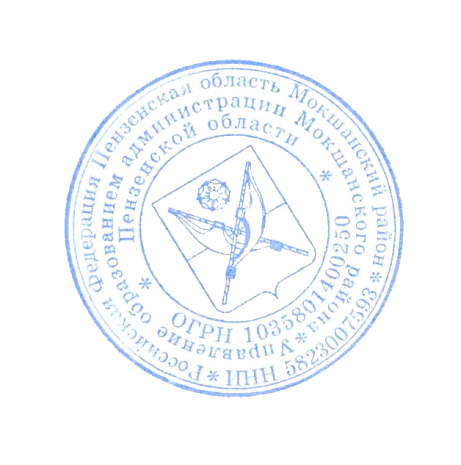 *Российская Федерация Пензенская область Мокшанский район*
ИНН 5823007593
*Управление образованием администрации Мокшанского района
Пензенской области
* ОГРН 1035801400250 *